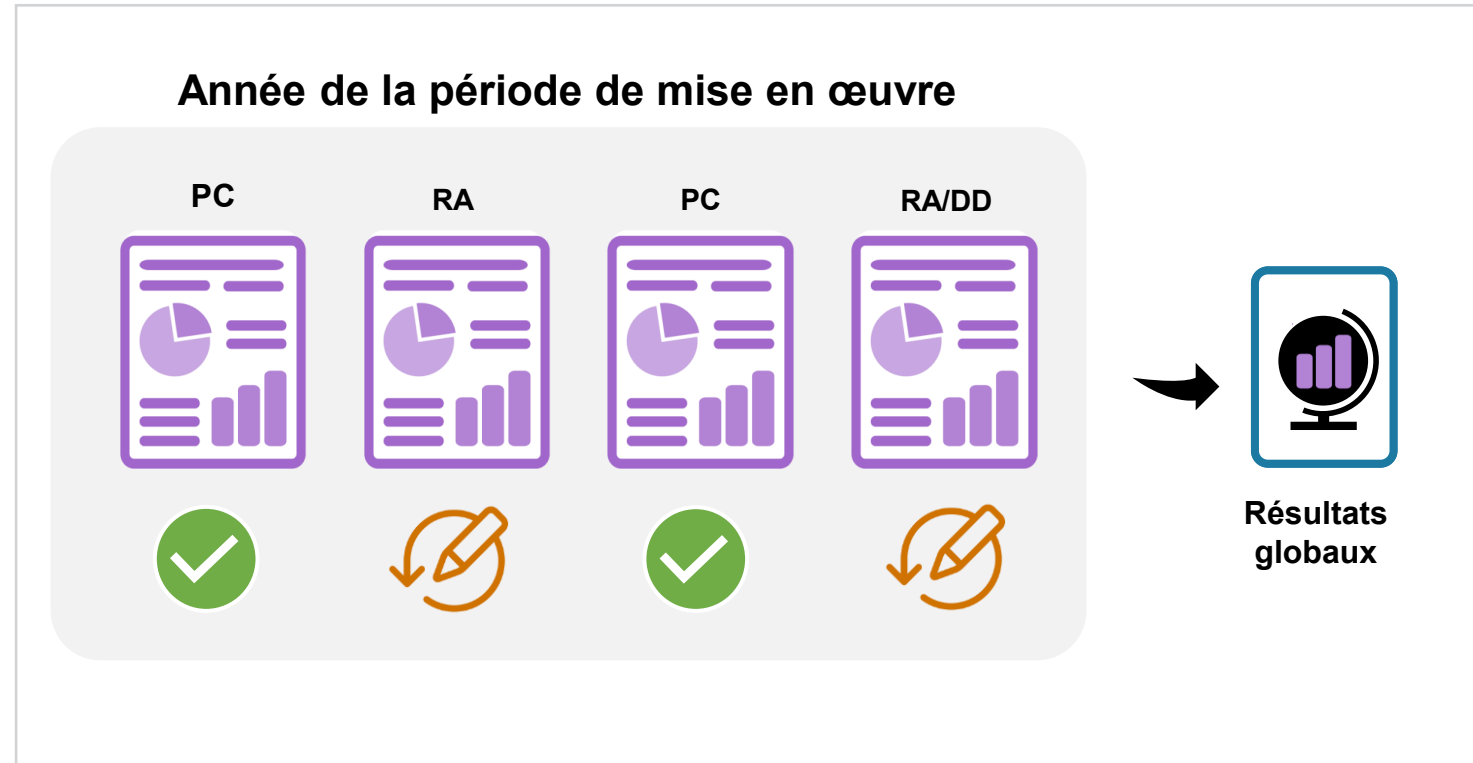 Année de la période de mise en œuvre
PC
RA
PC
RA/DD
Résultats
globaux